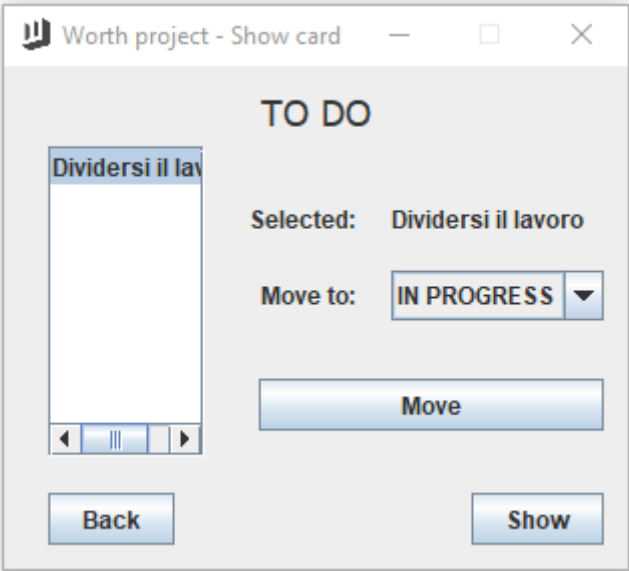 Worth project - Show card
TO DO
Dividersi il lav
Selected: Dividersi il lavoro
Move to: IN PROGRESS
Move
Back
Show